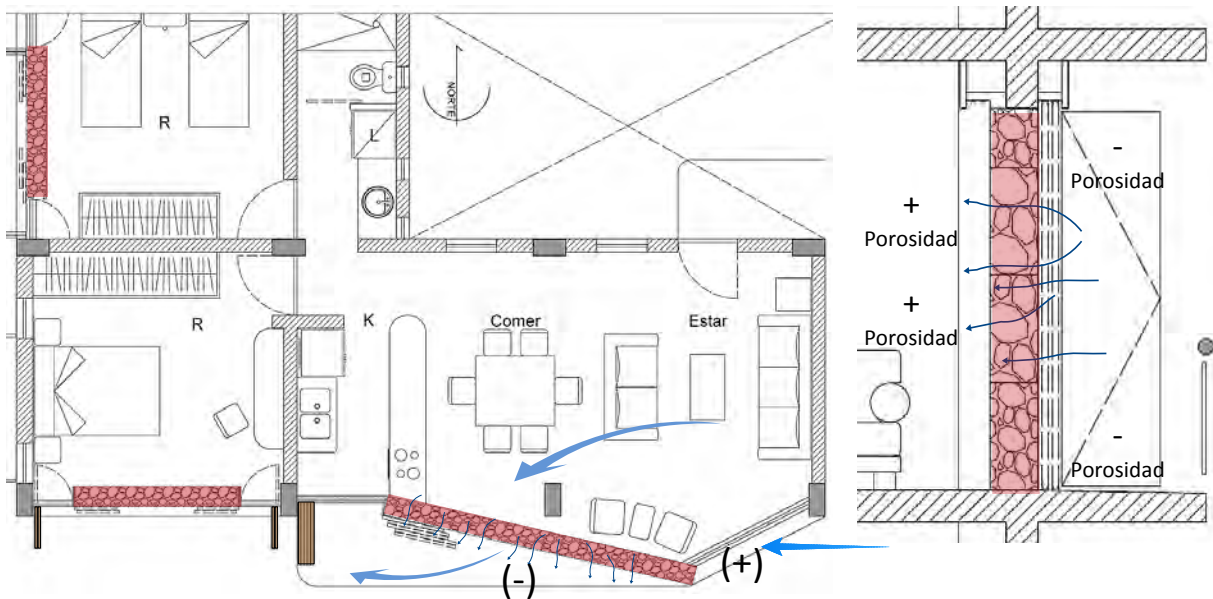 R
NORTE
L
R
K
Comer
Estar
(-)
(+)
-
Porosidad
+
Porosidad
+
Porosidad
-
Porosidad